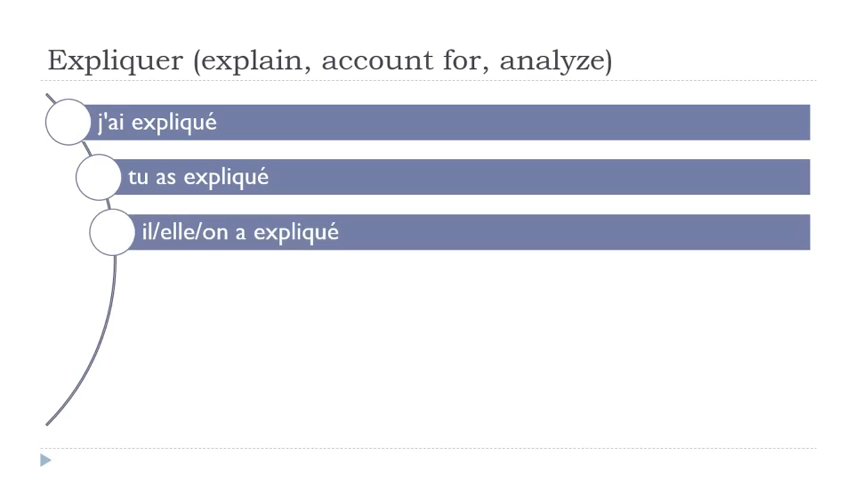 Expliquer (explain, account for, analyze)
j'ai expliqué
tu as expliqué
il/elle/on a expliqué